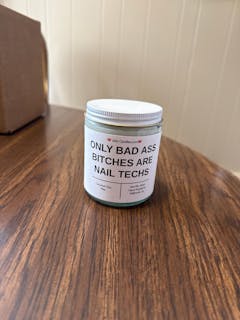 ONLY BAD ASS
BITCHES ARE
NAIL TECHS